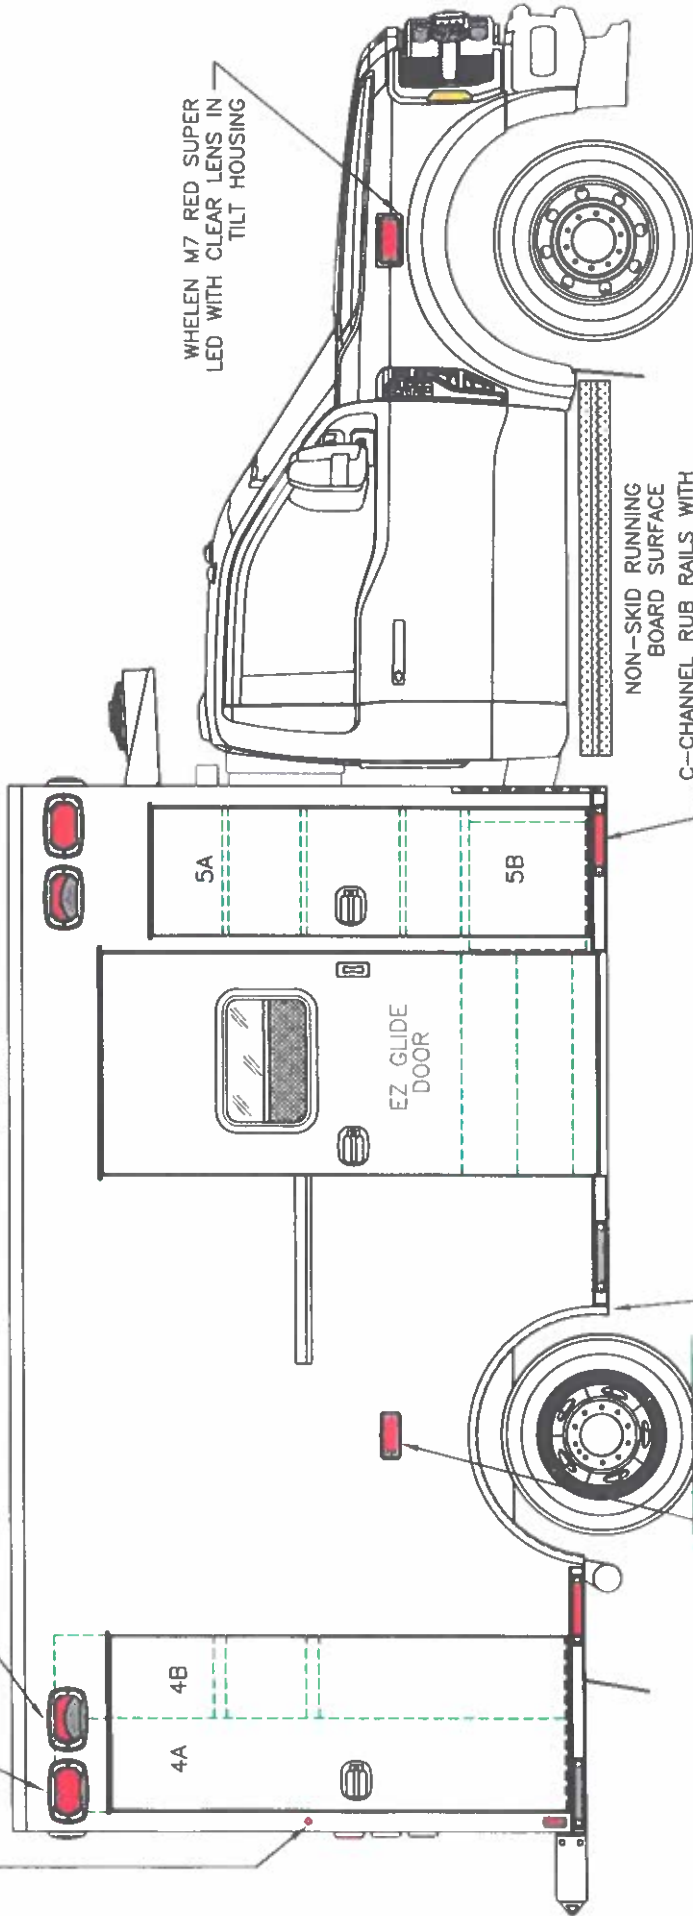 WHELEN M7 RED SUPER
LED WITH CLEAR LENS IN
TILT HOUSING
NON-SKID RUNNING
BOARD SURFACE
C-CHANNEL RUB RAILS WITH
5A
5B
EZ GLIDE
DOOR
4B
4A